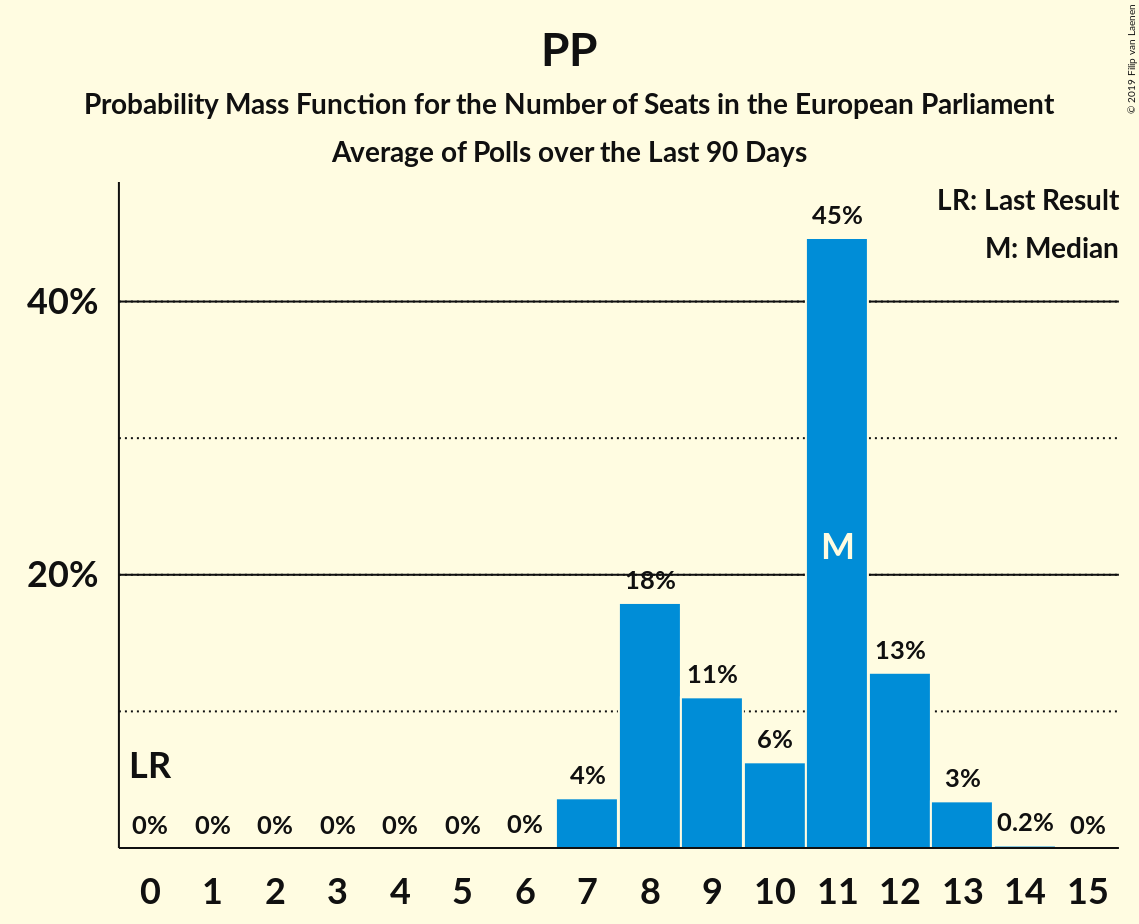 PP
Probability Mass Function for the Number of Seats in the European Parliament
Average of Polls over the Last 90 Days
© 2019 Filip van Laenen
LR: Last Result
M: Median
40%
20%
LR
M
0% 0% 0% 0% 0% 0% 0% 4% 18% 11% 6% 45% 13% 3% 0.2% 0%
0 1 2 3 4 5 6 7 8 9 10 11 12 13 14 15